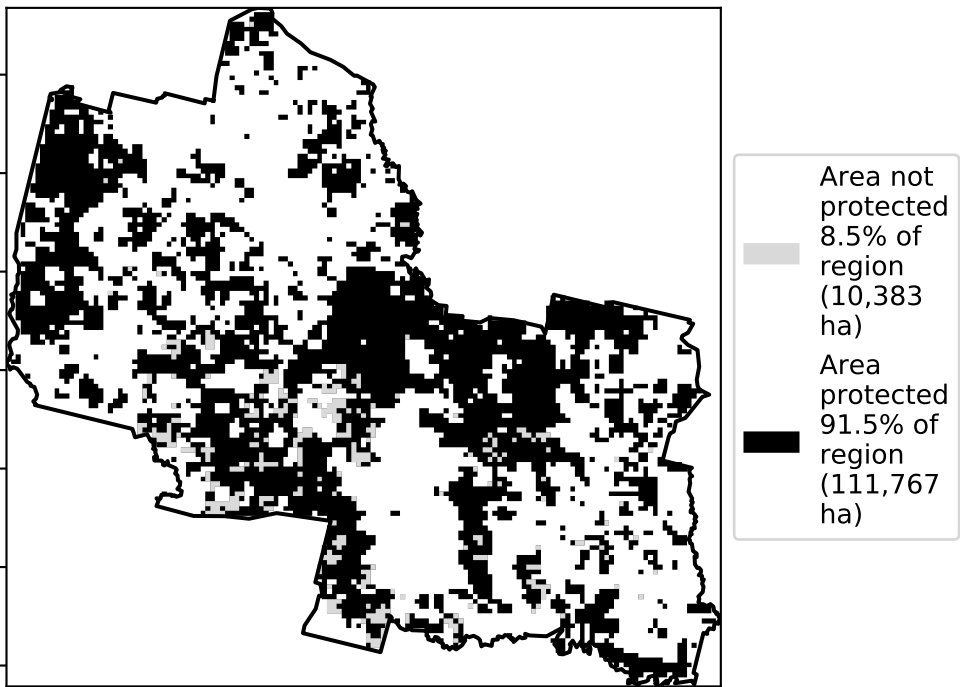 Area not
protected
8.5% of
region
(10,383
ha)
Area
protected
91.5% of
region
(111,767
ha)